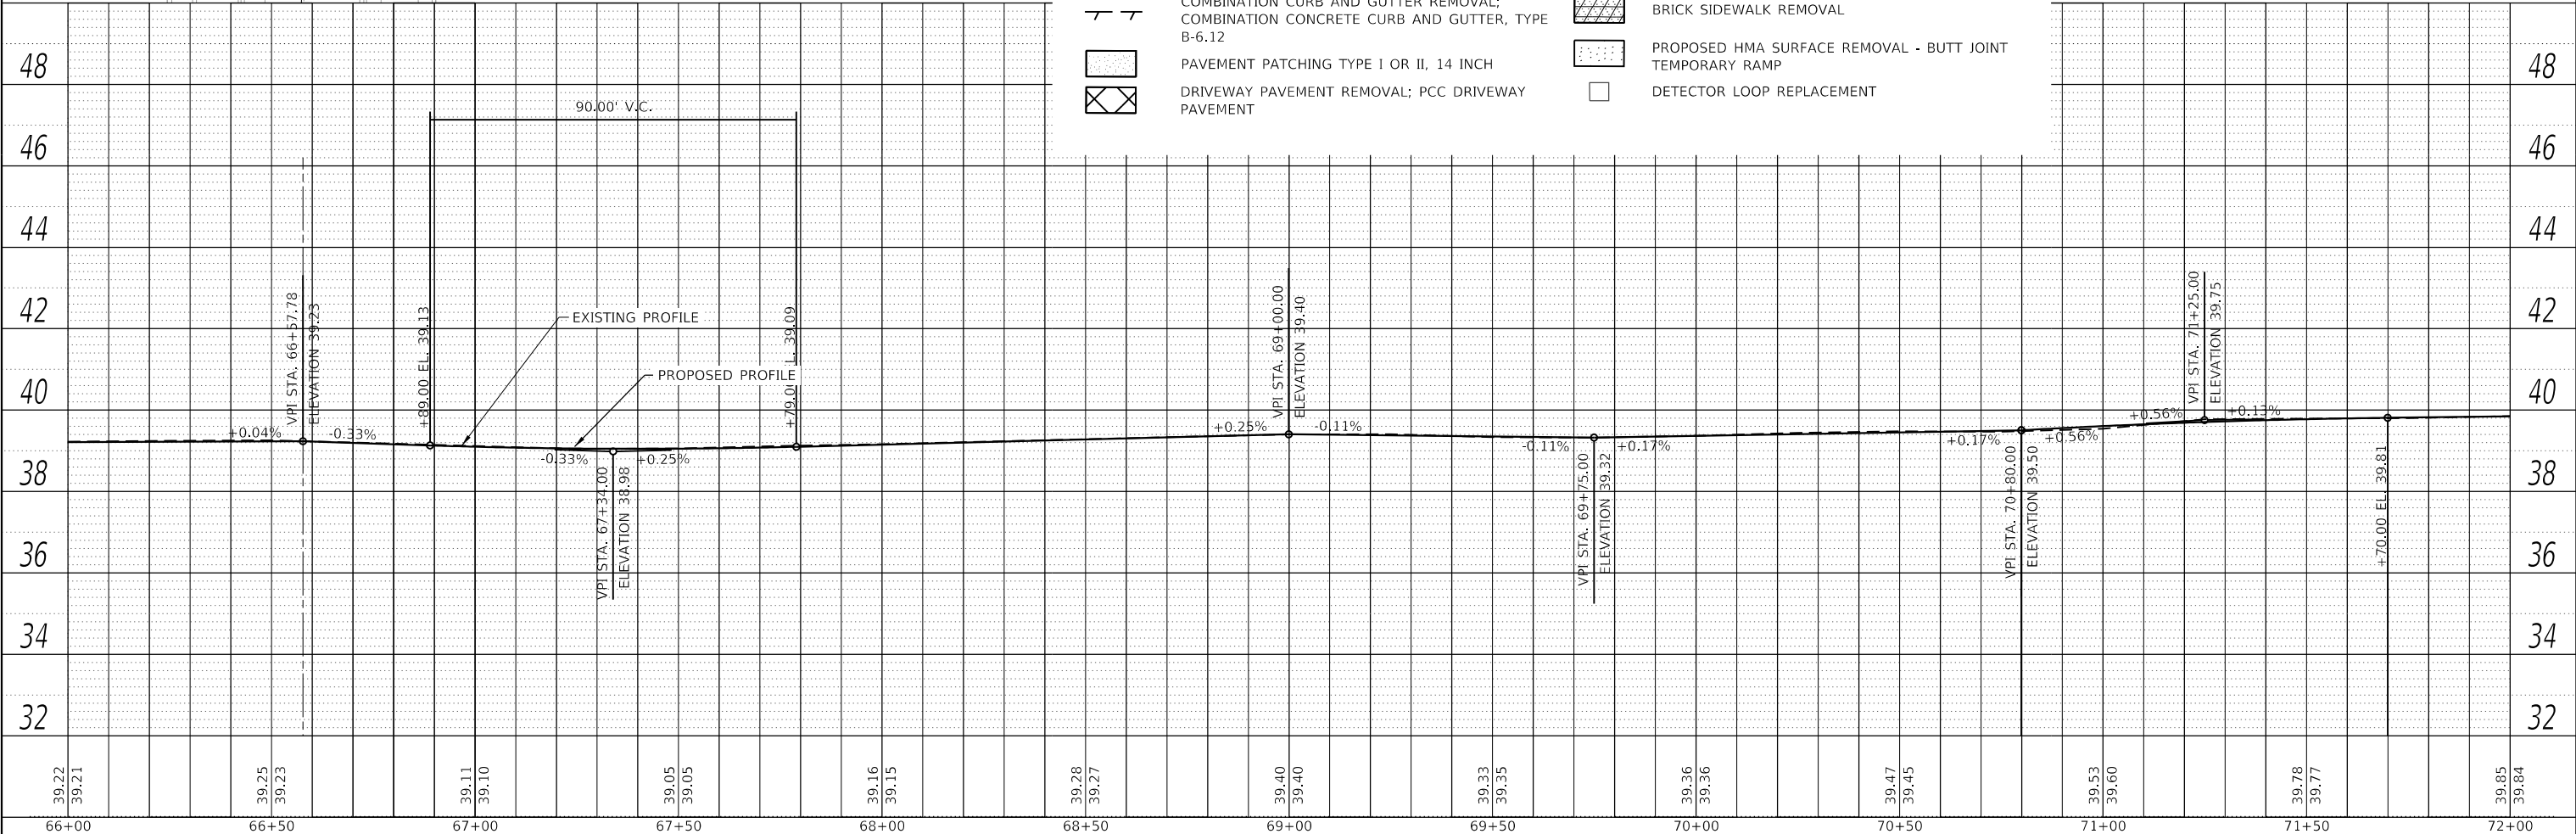 COMBINATION CURB AND GUTTER REMOVAL;
COMBINATION CONCRETE CURB AND GUTTER, TYPE
B-6.12
PAVEMENT PATCHING TYPE I OR II, 14 INCH
DRIVEWAY PAVEMENT REMOVAL; PCC DRIVEWAY
PAVEMENT
BRICK SIDEWALK REMOVAL
PROPOSED HMA SURFACE REMOVAL - BUTT JOINT
TEMPORARY RAMP
DETECTOR LOOP REPLACEMENT
48
46
44
42
40
38
36
34
32
90.00' V.C.
VPI STA. 66+57.78
ELEVATION 39.23
+0.04%
-0.33%
+89.00 EL. 39.13
EXISTING PROFILE
PROPOSED PROFILE
-0.33%
+0.25%
VPI STA. 67+34.00
ELEVATION 38.98
L. 39.09
+0.25%
-0.11%
VPI STA. 69+00.00
ELEVATION 39.40
-0.11%
+0.17%
VPI STA. 69+75.00
ELEVATION 39.32
+0.17%
+0.56%
VPI STA. 70+80.00
ELEVATION 39.50
+0.56%
+0.13%
VPI STA. 71+25.00
ELEVATION 39.75
+70.00 EL. 39.81
48
46
44
42
40
38
36
34
32
39.22
39.21
39.25
39.23
39.11
39.10
39.05
39.05
39.16
39.15
39.28
39.27
39.40
39.40
39.33
39.35
39.36
39.36
39.47
39.45
39.53
39.60
39.78
39.77
39.85
39.84
66+00
66+50
67+00
67+50
68+00
68+50
69+00
69+50
70+00
70+50
71+00
71+50
72+00